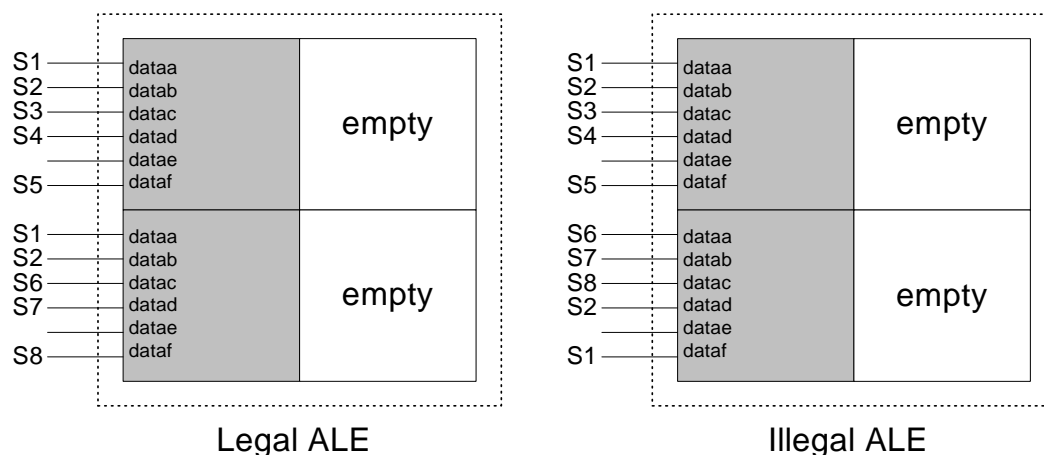 S1 dataa
S2 datab
S3 datac
S4 datad
datae
S5 dataf
empty
S1 dataa
S2 datab
S6 datac
S7 datad
datae
S8 dataf
empty
Legal ALE
S1 dataa
S2 datab
S3 datac
S4 datad
datae
S5 dataf
empty
S6 dataa
S7 datab
S8 datac
S2 datad
datae
S1 dataf
empty
Illegal ALE